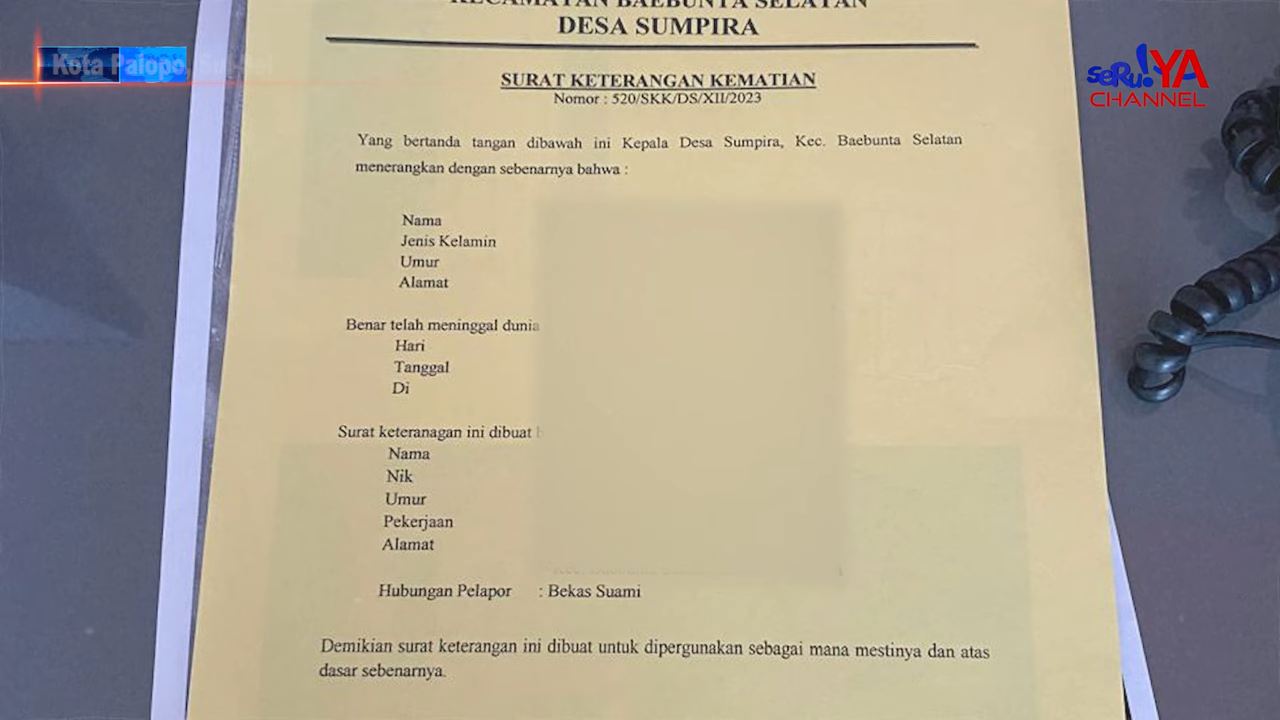 KECAMATAN BAEBUNTA SELATAN
DESA SUMPIRA
Kota Palopo,
seRu! YA
CHANNEL
SURAT KETERANGAN KEMATIAN
Nomor : 520/SKK/DS/XII/2023
Yang bertanda tangan dibawah ini Kepala Desa Sumpira, Kec. Baebunta Selatan
menerangkan dengan sebenarnya bahwa :
Nama
Jenis Kelamin
Umur
Alamat
Benar telah meninggal dunia
Hari
Tanggal
Di
Surat keteranagan ini dibuat
Nama
Nik
Umur
Pekerjaan
Alamat
Hubungan Pelapor : Bekas Suami
Demikian surat keterangan ini dibuat untuk dipergunakan sebagai mana mestinya dan atas
dasar sebenarnya.